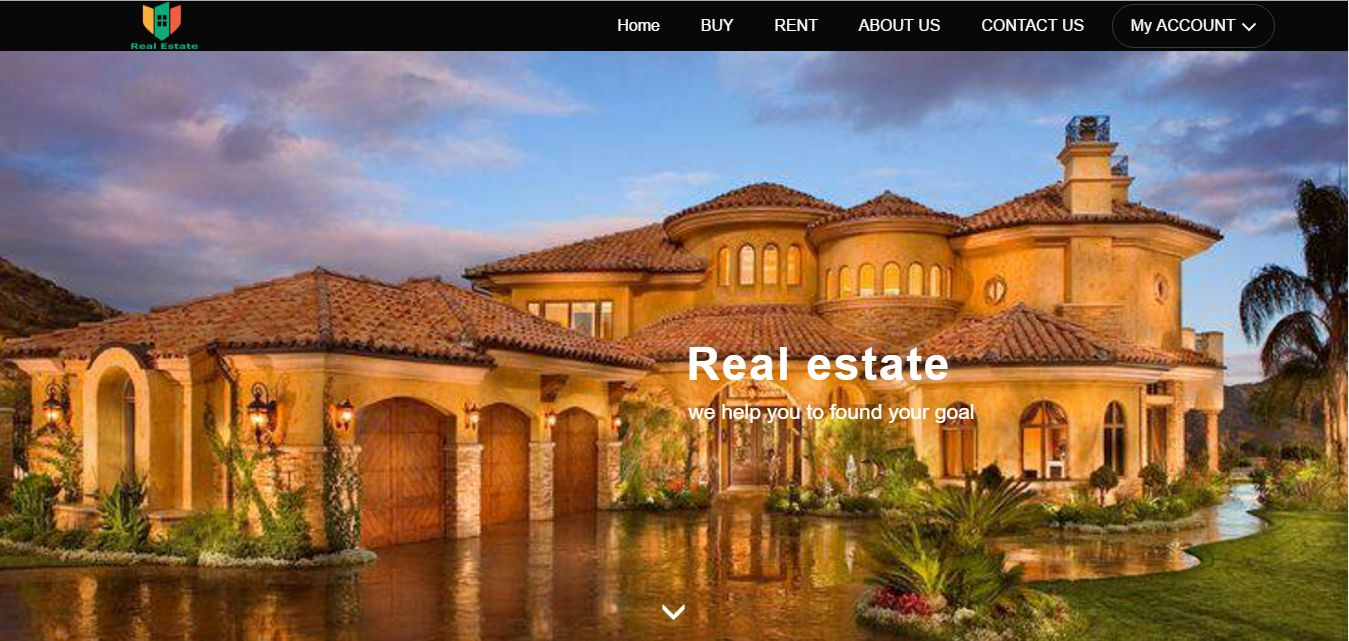 Real Estate
Home BUY RENT ABOUT US CONTACT US My ACCOUNT
Real estate
we help you to found your goal